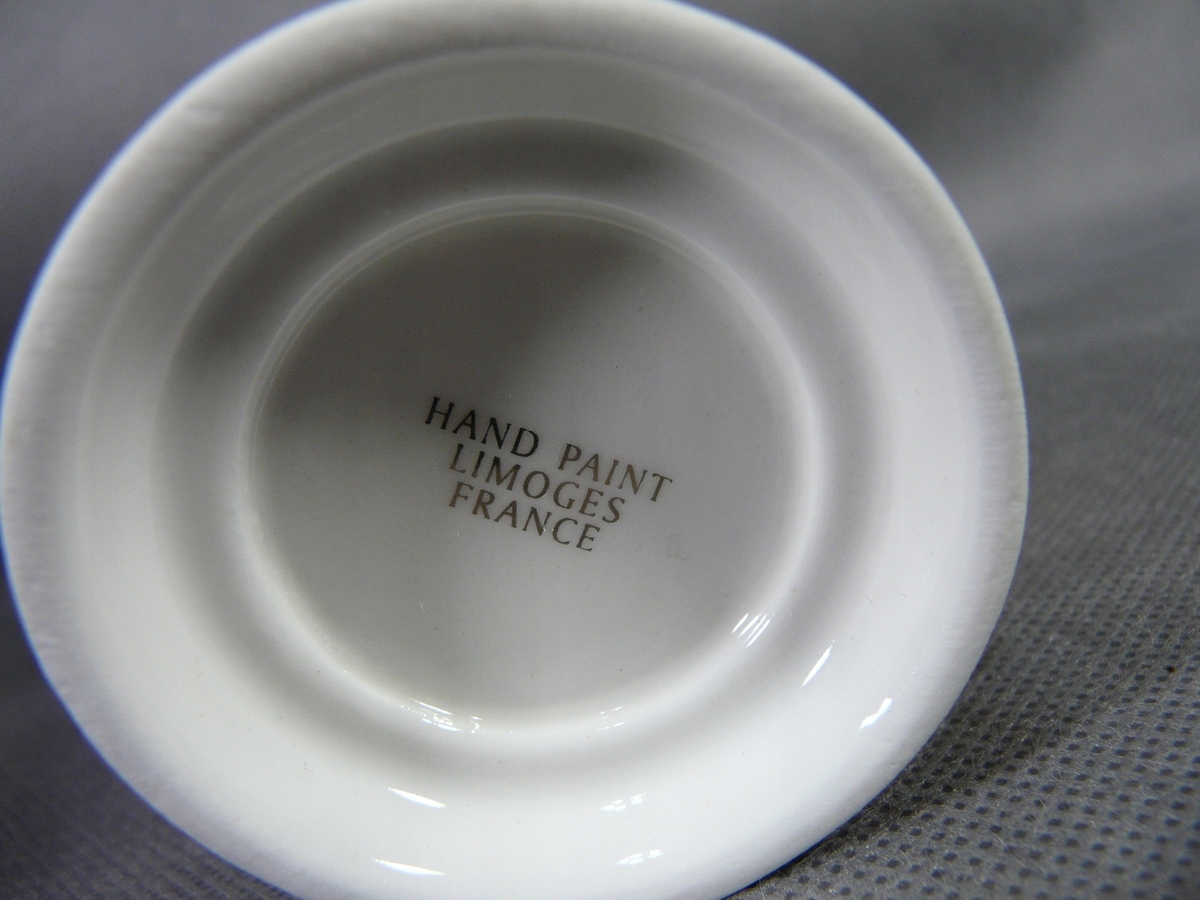 HAND PAINT
LIMOGES
FRANCE